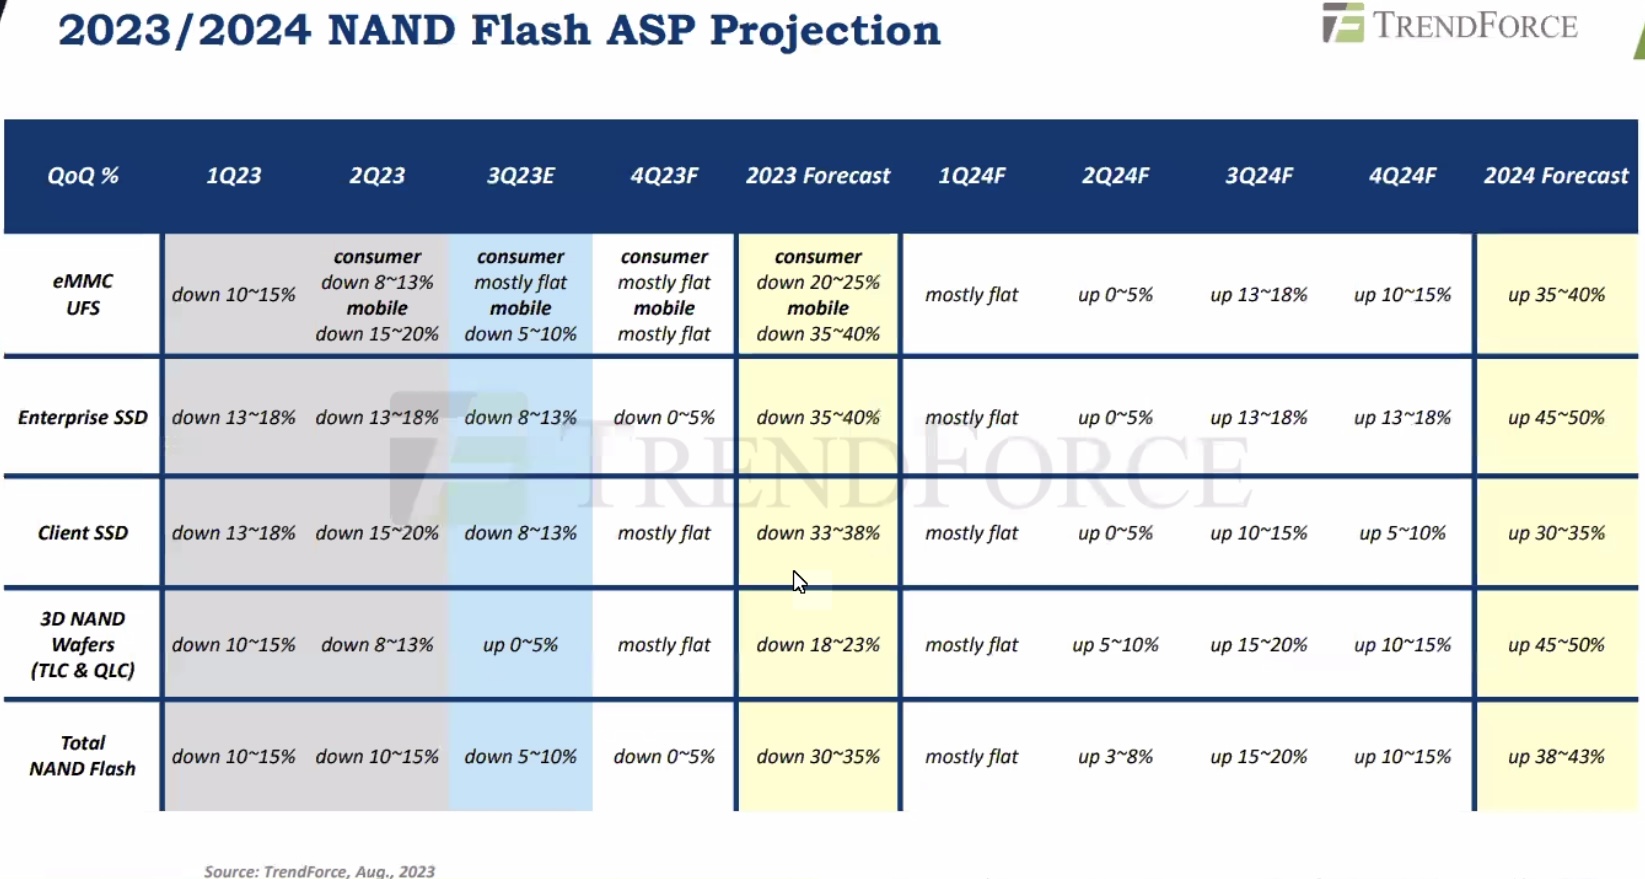 2023/2024 NAND Flash ASP Projection
TRENDFORCE
QoQ % 1Q23 2Q23 3Q23E 4Q23F 2023 Forecast 1Q24F 2Q24F 3Q24F 4Q24F 2024 Forecast
eMMC
UFS
down 10~15%
consumer
down 8~13%
mobile
down 15~20%
consumer
mostly flat
mobile
down 5~10%
consumer
mostly flat
mobile
mostly flat
consumer
down 20~25%
mobile
down 35~40%
mostly flat up 0~5% up 13~18% up 10~15% up 35~40%
Enterprise SSD down 13~18% down 13~18% down 8~13% down 0~5% down 35~40% mostly flat up 0~5% up 13~18% up 13~18% up 45~50%
TRENDFORCE
Client SSD down 13~18% down 15~20% down 8~13% mostly flat down 33~38% mostly flat up 0~5% up 10~15% up 5~10% up 30~35%
3D NAND
Wafers
(TLC & QLC)
down 10~15% down 8~13% up 0~5% mostly flat down 18~23% mostly flat up 5~10% up 15~20% up 10~15% up 45~50%
Total
NAND Flash
down 10~15% down 10~15% down 5~10% down 0~5% down 30~35% mostly flat up 3~8% up 15~20% up 10~15% up 38~43%
Source: TrendForce, Aug., 2023